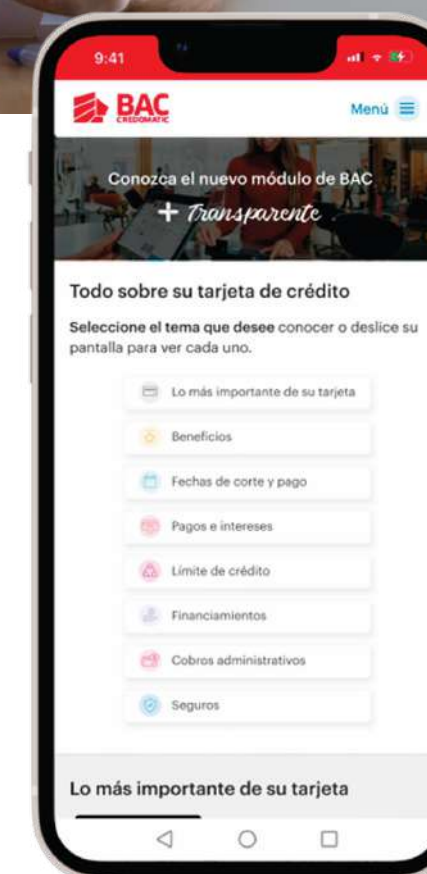 9:41
BAC
CREDOMATIC
Menú
Conozca el nuevo módulo de BAC
+ Transparente
Todo sobre su tarjeta de crédito
Seleccione el tema que desee conocer o deslice su
pantalla para ver cada uno.
Lo más importante de su tarjeta
Beneficios
Fechas de corte y pago
Pagos e intereses
Límite de crédito
Financiamientos
Cobros administrativos
Seguros
Lo más importante de su tarjeta